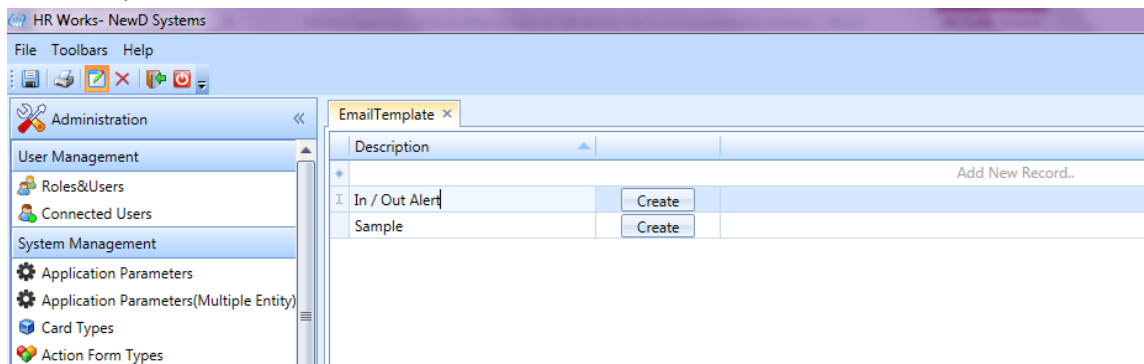 HR Works- NewD Systems
File Toolbars Help
Administration
EmailTemplate
User Management
Description
Add New Record..
Roles&Users
In / Out Alert Create
Connected Users
Sample Create
System Management
Application Parameters
Application Parameters(Multiple Entity)
Card Types
Action Form Types